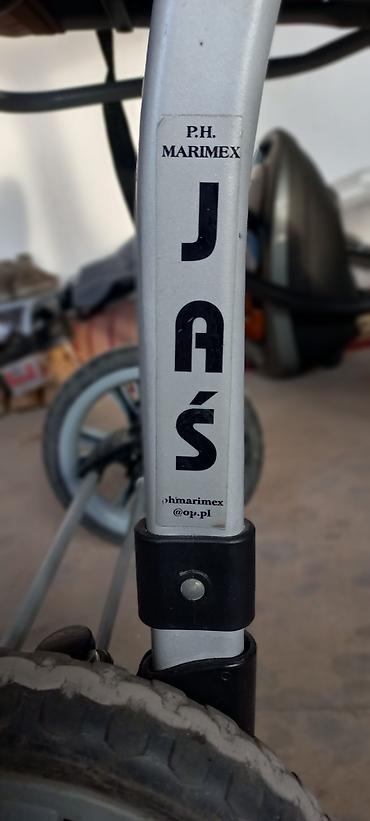 P.H.
MARIMEX
J
A
Ś
phmarimex
@op.pl